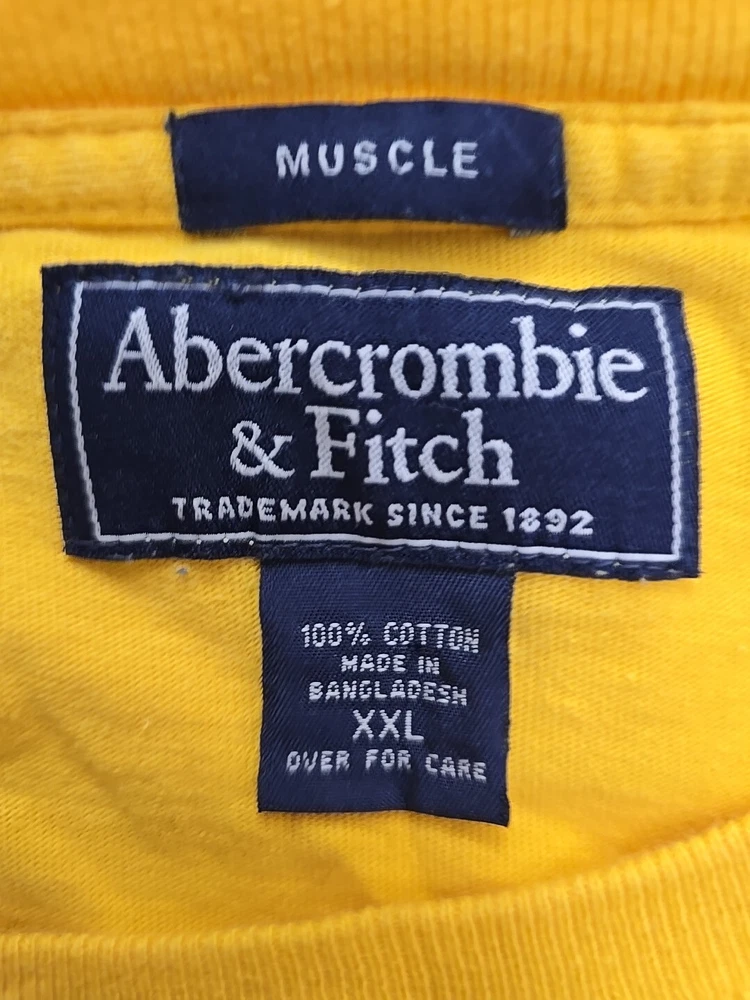 MUSCLE
Abercrombie
& Fitch
TRADEMARK SINCE 1892
100% COTTON
MADE IN
BANGLADESH
XXL
OVER FOR CARE